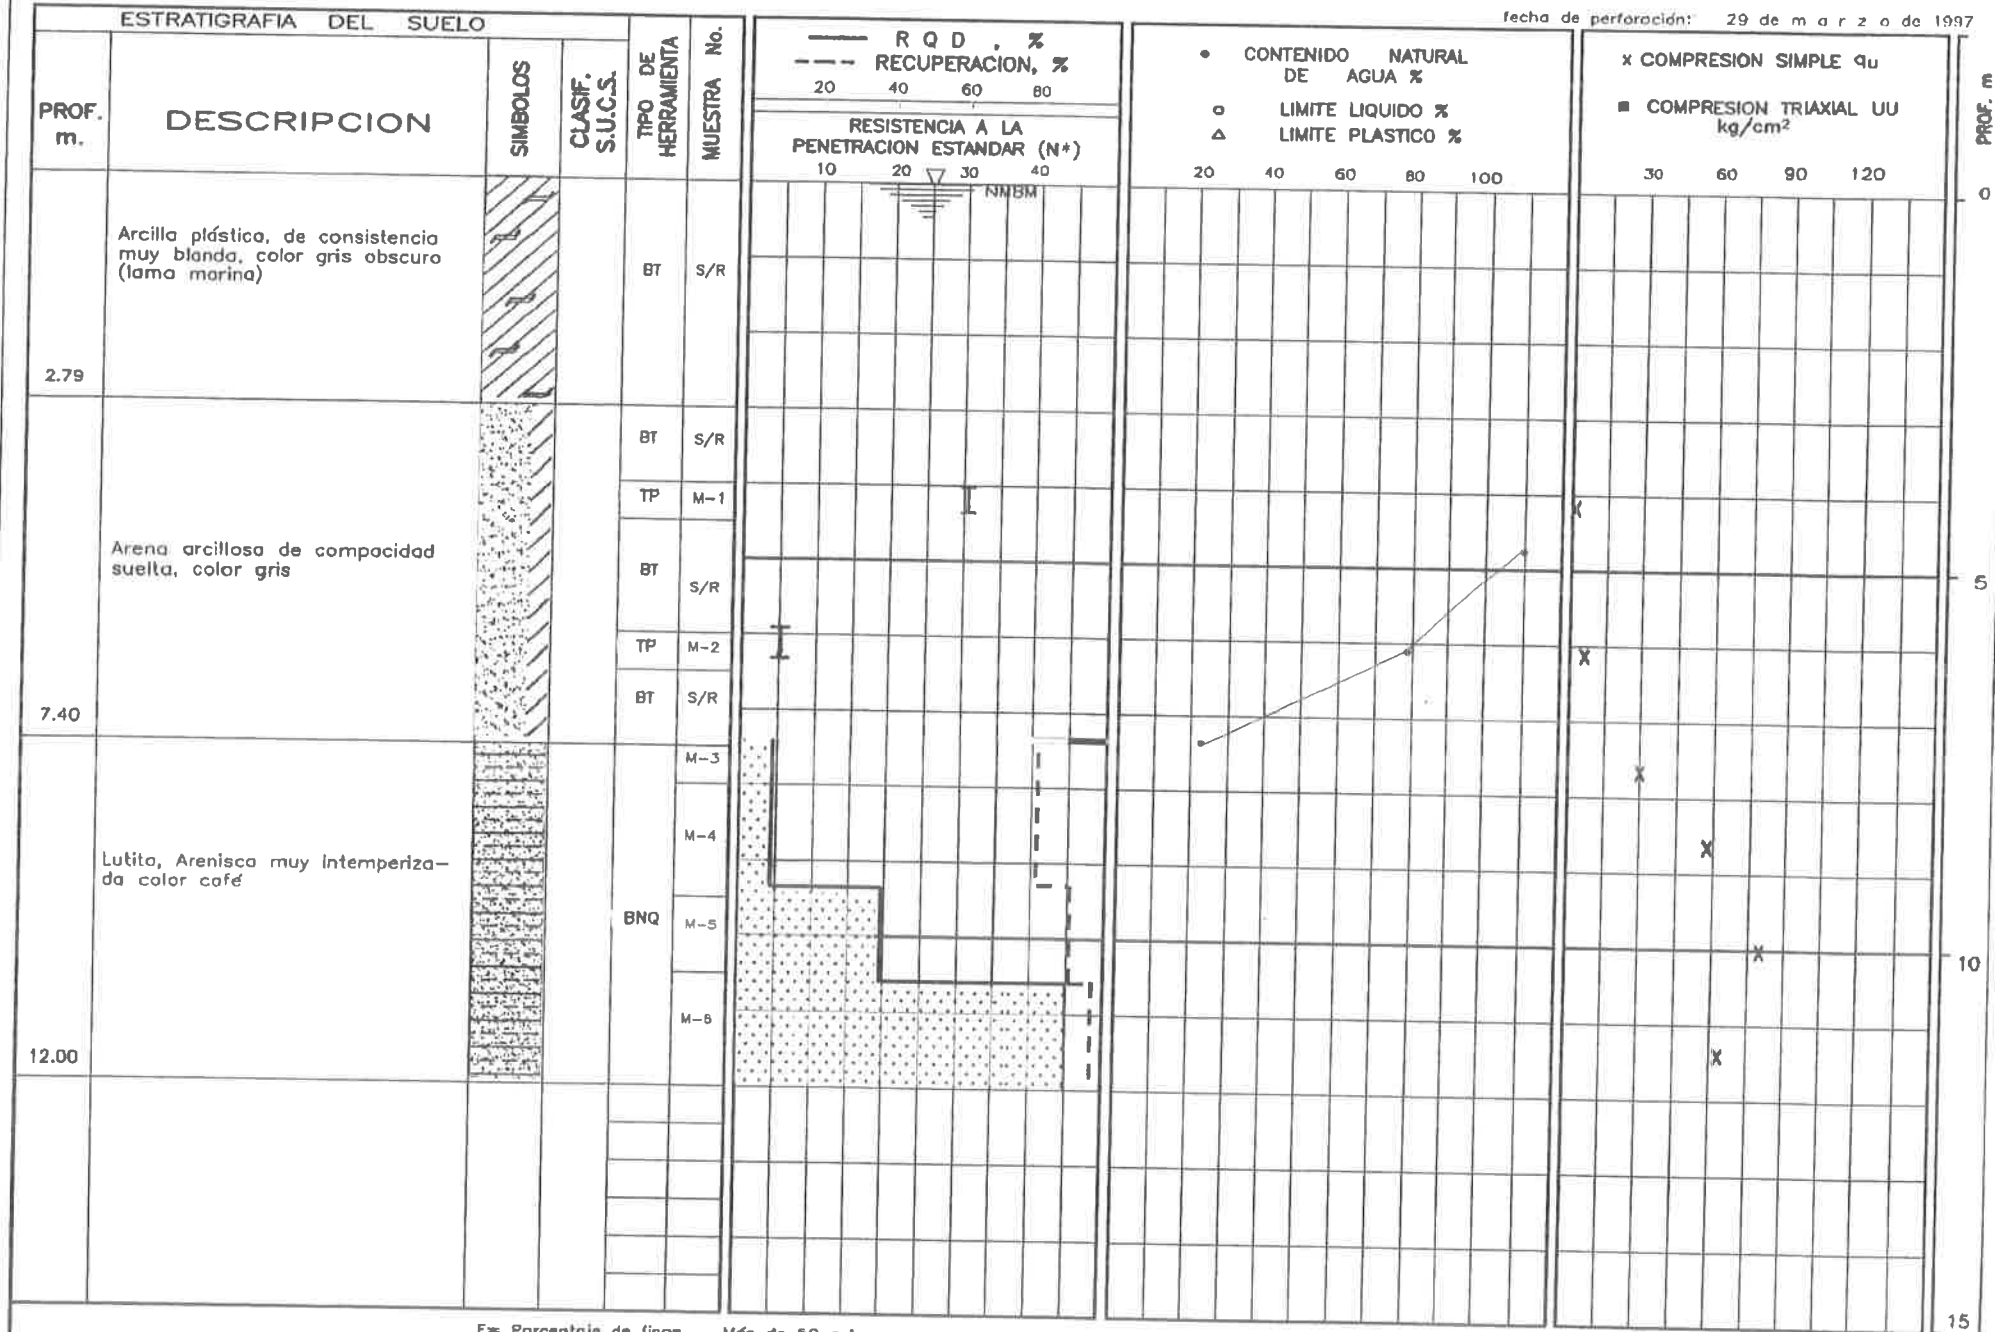 fecha de perforación: 29 de marzo de 1997
ESTRATIGRAFIA DEL SUELO
PROF. m.
DESCRIPCION
SIMBOLOS
CLASIF. S.U.C.S.
TIPO DE HERRAMIENTA
MUESTRA No.
R Q D , %
RECUPERACION, %
20 40 60 80
RESISTENCIA A LA
PENETRACION ESTANDAR (N*)
10 20 30 40
NMBM
• CONTENIDO NATURAL
DE AGUA %
o LIMITE LIQUIDO %
△ LIMITE PLASTICO %
20 40 60 80 100
x COMPRESION SIMPLE qu
■ COMPRESION TRIAXIAL UU
kg/cm²
30 60 90 120
PROF. m
0
Arcilla plástica, de consistencia
muy blanda, color gris obscuro
(lama marina)
BT S/R
2.79
BT S/R
TP M-1
Arena arcillosa de compacidad
suelta, color gris
BT S/R
5
TP M-2
BT S/R
7.40
M-3
M-4
Lutita, Arenisca muy intemperiza-
da color café
BNQ
M-5
10
M-6
12.00
15